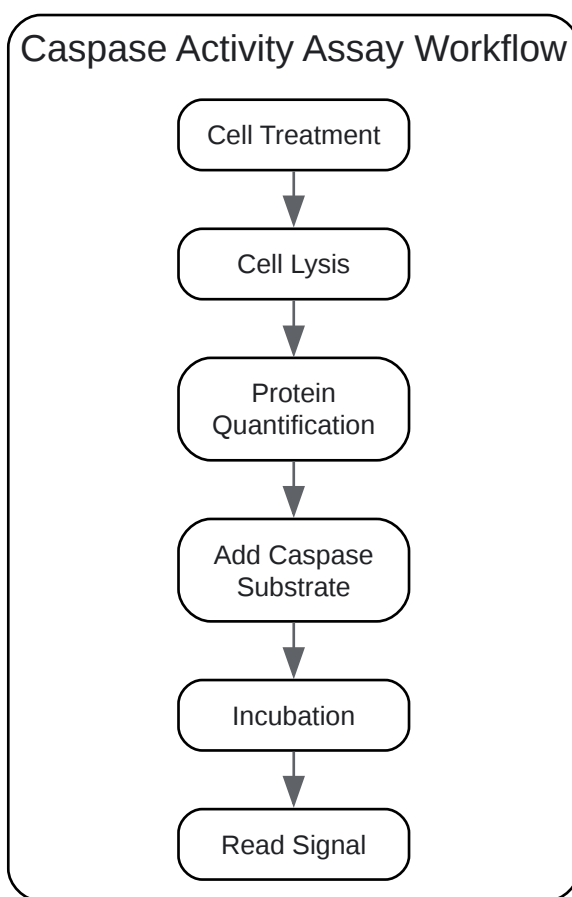 Caspase Activity Assay Workflow
Cell Treatment
Cell Lysis
Protein
Quantification
Add Caspase
Substrate
Incubation
Read Signal